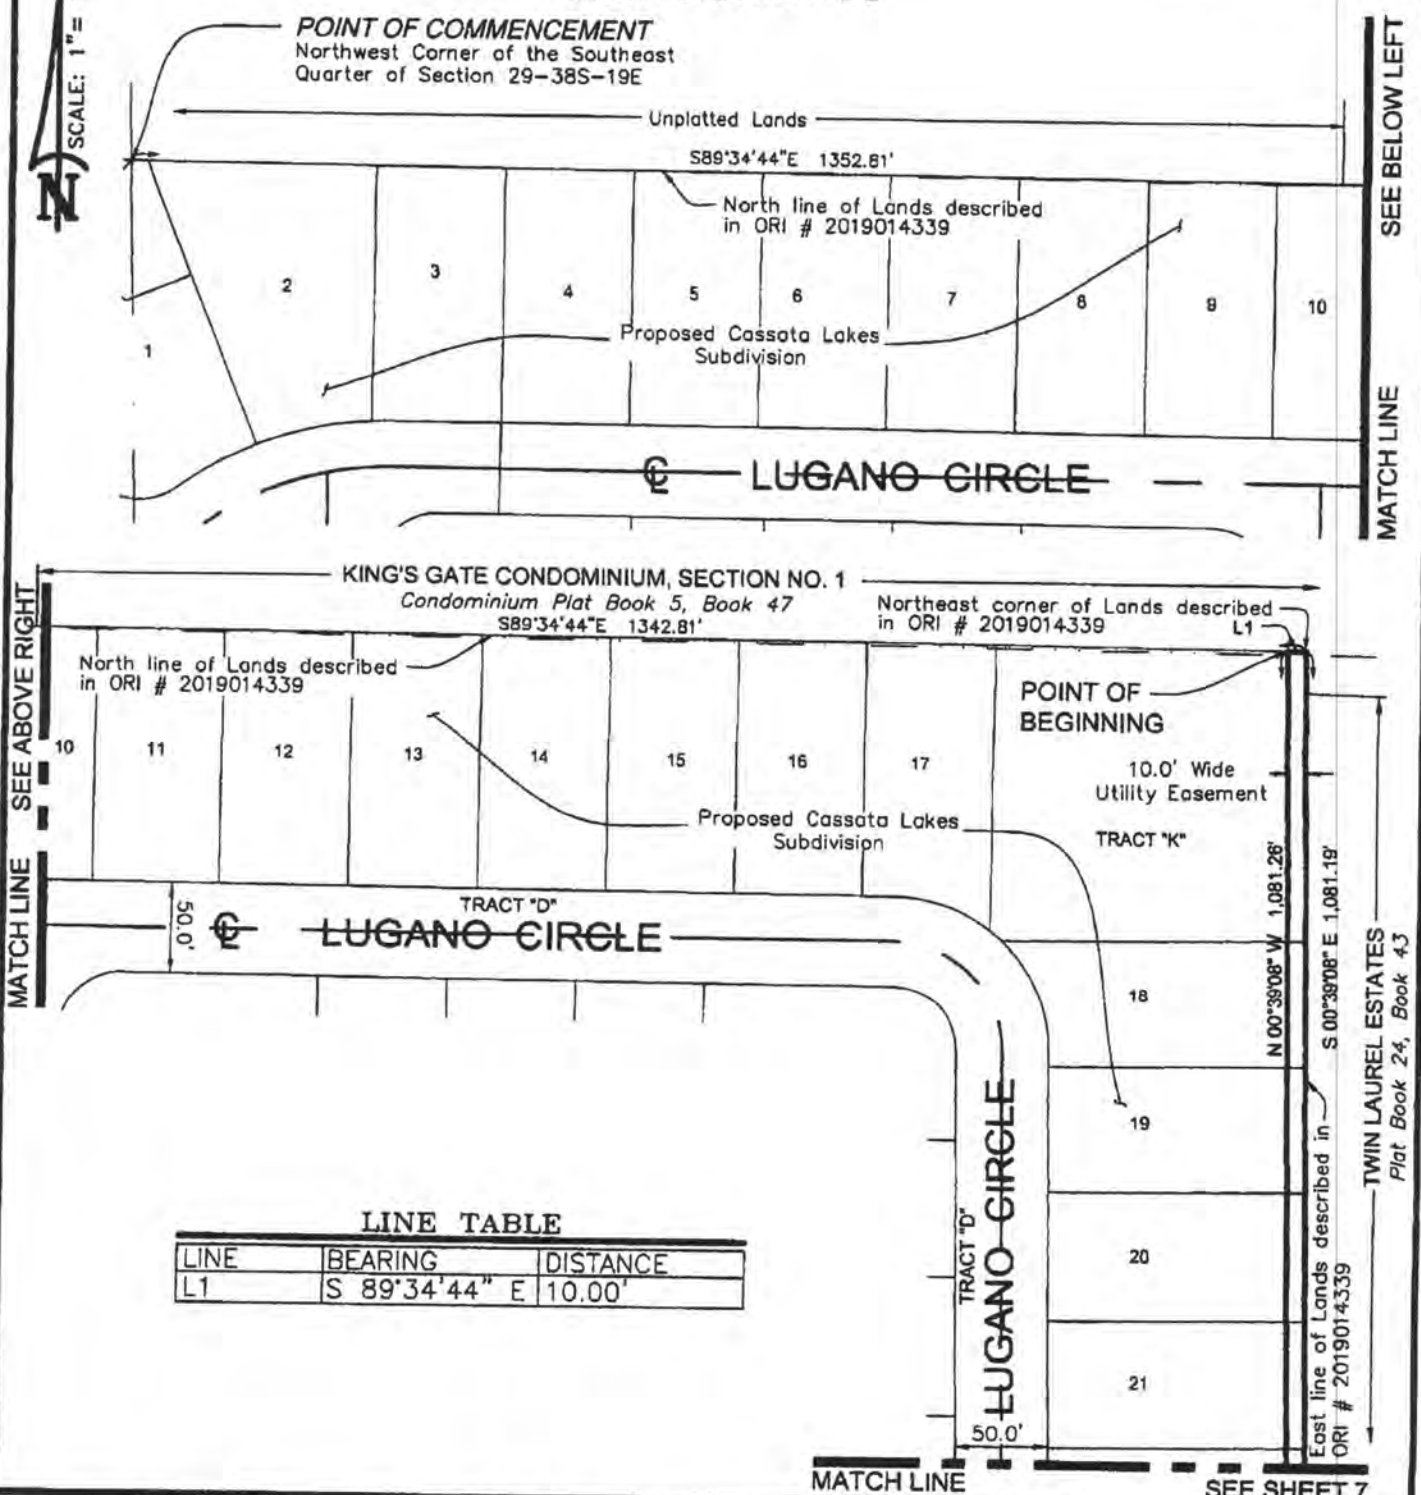 SCALE: 1"=
N
POINT OF COMMENCEMENT
Northwest Corner of the Southeast
Quarter of Section 29-38S-19E
Unplatted Lands
S89°34'44"E 1352.81'
North line of Lands described
in ORI # 2019014339
1
2
3
4
5
6
7
8
9
10
Proposed Cassata Lakes
Subdivision
℄ LUGANO CIRCLE
SEE BELOW LEFT
MATCH LINE
KING'S GATE CONDOMINIUM, SECTION NO. 1
Condominium Plat Book 5, Book 47
S89°34'44"E 1342.81'
Northeast corner of Lands described
in ORI # 2019014339
L1
North line of Lands described
in ORI # 2019014339
MATCH LINE SEE ABOVE RIGHT
10
11
12
13
14
15
16
17
POINT OF
BEGINNING
10.0' Wide
Utility Easement
TRACT "K"
Proposed Cassata Lakes
Subdivision
50.0'
TRACT "D"
℄ LUGANO CIRCLE
N 00°39'08" W 1,081.26'
S 00°39'08" E 1,081.19'
TWIN LAUREL ESTATES
Plat Book 24, Book 43
18
19
20
21
East line of Lands described in
ORI # 2019014339
TRACT "D"
LUGANO CIRCLE
50.0'
LINE TABLE
LINE BEARING DISTANCE
L1 S 89°34'44" E 10.00'
MATCH LINE
SEE SHEET 7